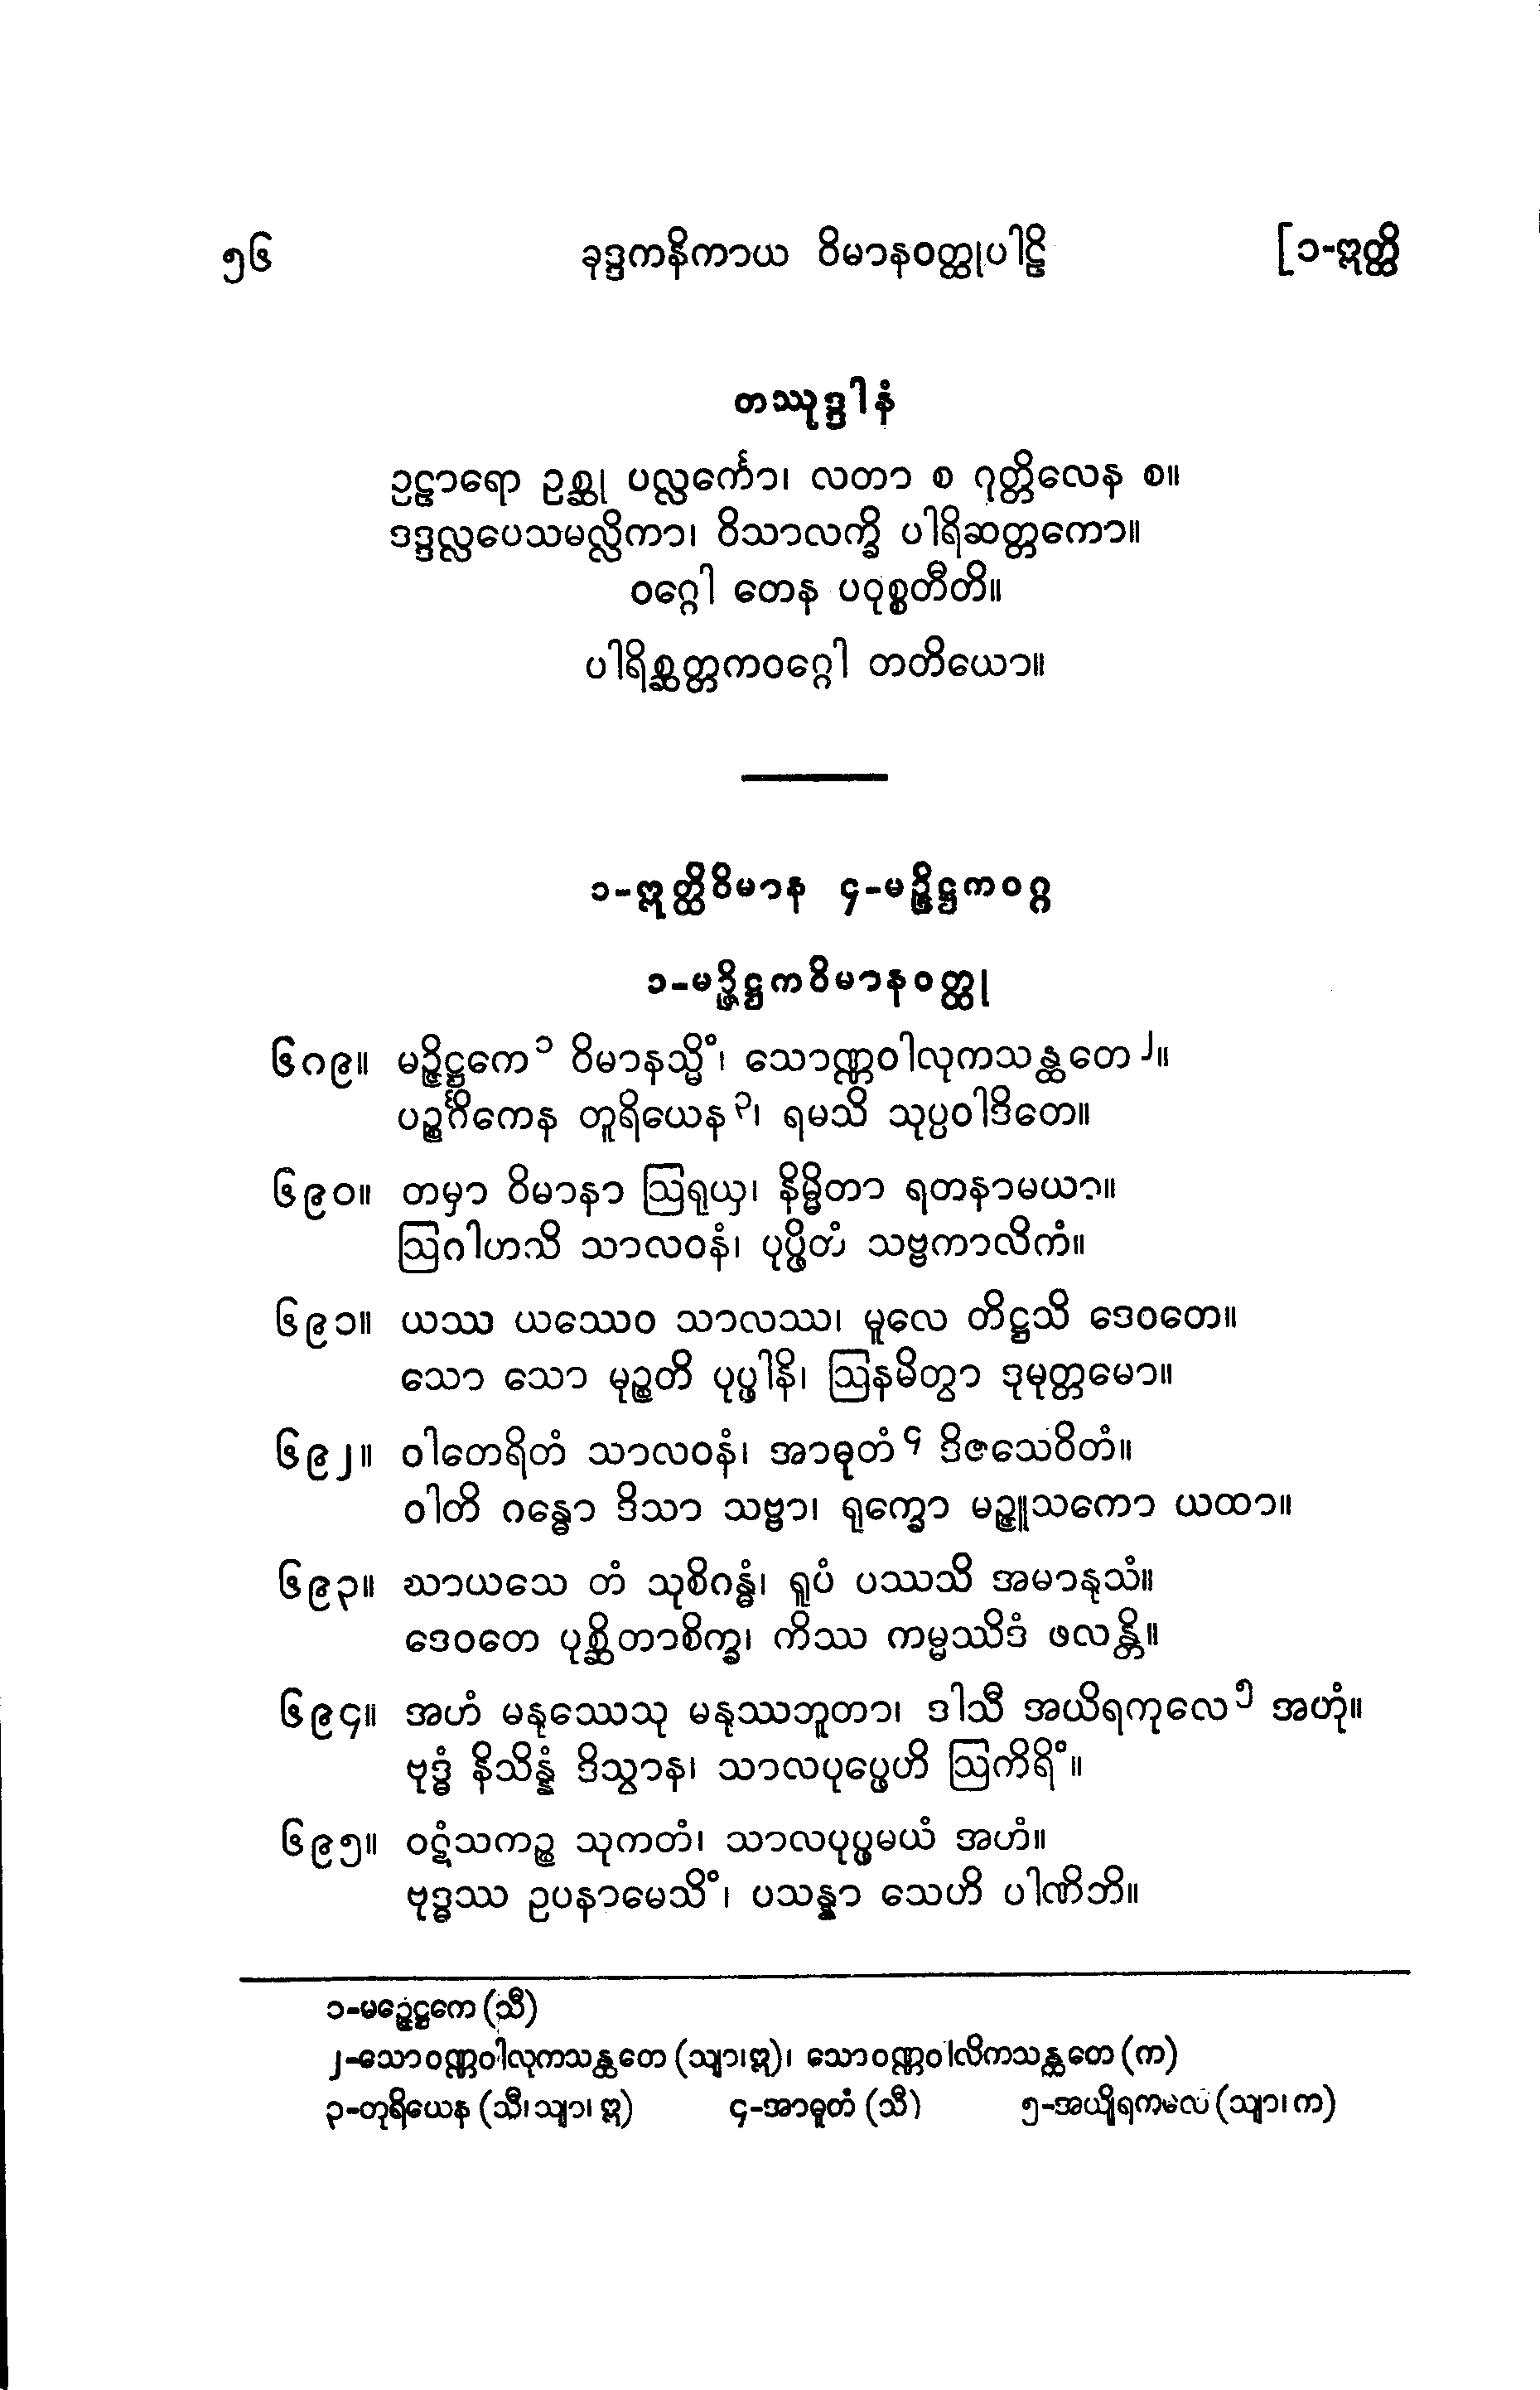 ၅၆ ခုဒ္ဒကနိကာယ ဝိမာနဝတ္ထုပါဠိ [၁-ဣတ္ထိ
တဿုဒ္ဒါနံ
ဥဠာရော ဥစ္ဆု ပလ္လင်္ကော၊ လတာ စ ဂုတ္တိလေန စ။
ဒဒ္ဒလ္လပေသမလ္လိကာ၊ ဝိသာလက္ခိ ပါရိဆတ္တကော။
ဝဂ္ဂေါ တေန ပဝုစ္စတီတိ။
ပါရိစ္ဆတ္တကဝဂ္ဂေါ တတိယော။
၁-ဣတ္ထိဝိမာန ၄-မဉ္ဇိဋ္ဌကဝဂ္ဂ
၁-မဉ္ဇိဋ္ဌကဝိမာနဝတ္ထု
၆၈၉။ မဉ္ဇိဋ္ဌကေ ၁ ဝိမာနသ္မိံ၊ သောဏ္ဏဝါလုကသန္ထတေ ၂။
ပဉ္စင်္ဂိကေန တူရိယေန ၃၊ ရမသိ သုပ္ပဝါဒိတေ။
၆၉၀။ တမှာ ဝိမာနာ ဩရုယှ၊ နိမ္မိတာ ရတနာမယာ။
ဩဂါဟသိ သာလဝနံ၊ ပုပ္ဖိတံ သဗ္ဗကာလိကံ။
၆၉၁။ ယဿ ယဿေဝ သာလဿ၊ မူလေ တိဋ္ဌသိ ဒေဝတေ။
သော သော မုဉ္စတိ ပုပ္ဖါနိ၊ ဩနမိတွာ ဒုမုတ္တမော။
၆၉၂။ ဝါတေရိတံ သာလဝနံ၊ အာဓုတံ ၄ ဒိဇသေဝိတံ။
ဝါတိ ဂန္ဓော ဒိသာ သဗ္ဗာ၊ ရုက္ခော မဉ္ဇူသကော ယထာ။
၆၉၃။ ဃာယသေ တံ သုစိဂန္ဓံ၊ ရူပံ ပဿသိ အမာနုသံ။
ဒေဝတေ ပုစ္ဆိတာစိက္ခ၊ ကိဿ ကမ္မဿိဒံ ဖလန္တိ။
၆၉၄။ အဟံ မနုဿေသု မနုဿဘူတာ၊ ဒါသီ အယိရကုလေ ၅ အဟုံ။
ဗုဒ္ဓံ နိသိန္နံ ဒိသွာန၊ သာလပုပ္ဖေဟိ ဩကိရိံ။
၆၉၅။ ဝဋံသကဉ္စ သုကတံ၊ သာလပုပ္ဖမယံ အဟံ။
ဗုဒ္ဓဿ ဥပနာမေသိံ၊ ပသန္နာ သေဟိ ပါဏိဘိ။
၁-မဉ္ဇေဋ္ဌကေ (သီ)
၂-သောဝဏ္ဏဝါလုကသန္ထတေ (သျာ၊ဣ)၊ သောဝဏ္ဏဝါလိကသန္ထတေ (က)
၃-တုရိယေန (သီ၊ သျာ၊ ဣ) ၄-အာဓူတံ (သီ) ၅-(သျာ၊ က)